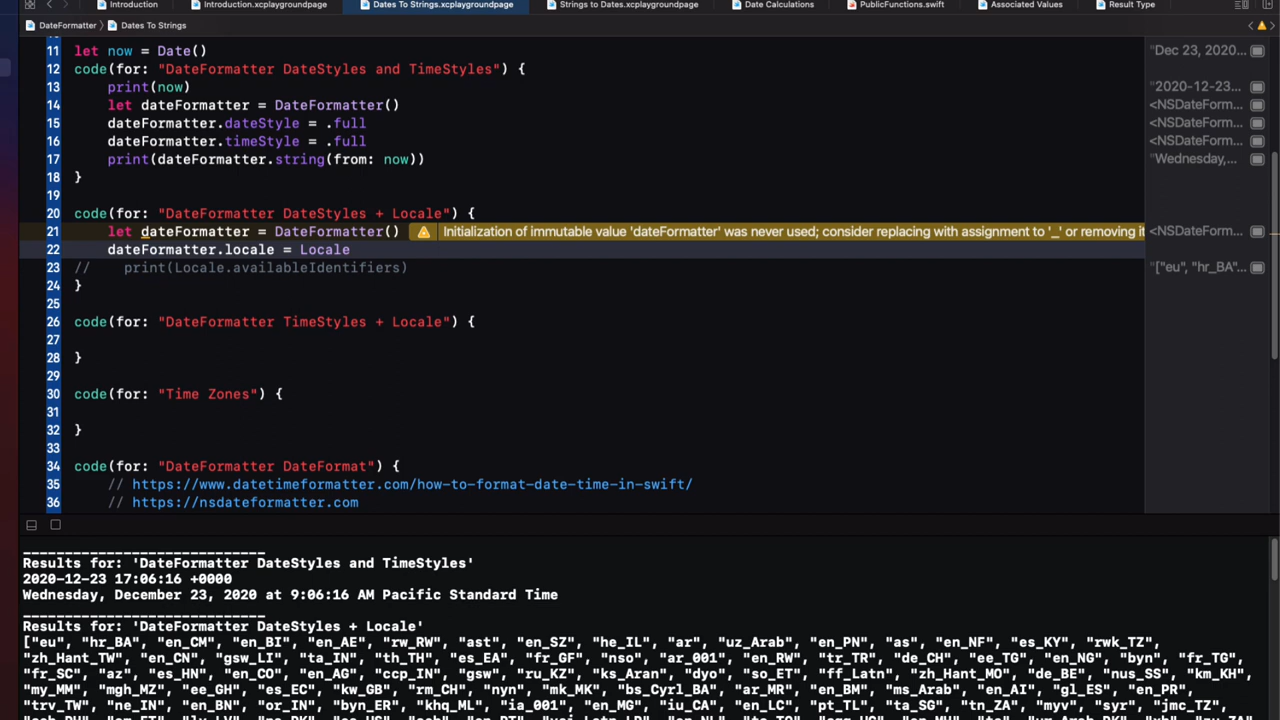 Introduction Introduction.xcplaygroundpage Dates To Strings.xcplaygroundpage Strings to Dates.xcplaygroundpage Date Calculations PublicFunctions.swift Associated Values Result Type
DateFormatter Dates To Strings
11 let now = Date() "Dec 23, 2020...
12 code(for: "DateFormatter DateStyles and TimeStyles") {
13 print(now) "2020-12-23...
14 let dateFormatter = DateFormatter() <NSDateForm...
15 dateFormatter.dateStyle = .full <NSDateForm...
16 dateFormatter.timeStyle = .full <NSDateForm...
17 print(dateFormatter.string(from: now)) "Wednesday,...
18 }
19
20 code(for: "DateFormatter DateStyles + Locale") {
21 let dateFormatter = DateFormatter() Initialization of immutable value 'dateFormatter' was never used; consider replacing with assignment to '_' or removing it <NSDateForm...
22 dateFormatter.locale = Locale
23 // print(Locale.availableIdentifiers) "["eu", "hr_BA"...
24 }
25
26 code(for: "DateFormatter TimeStyles + Locale") {
27
28 }
29
30 code(for: "Time Zones") {
31
32 }
33
34 code(for: "DateFormatter DateFormat") {
35 // https://www.datetimeformatter.com/how-to-format-date-time-in-swift/
36 // https://nsdateformatter.com
Results for: 'DateFormatter DateStyles and TimeStyles'
2020-12-23 17:06:16 +0000
Wednesday, December 23, 2020 at 9:06:16 AM Pacific Standard Time
Results for: 'DateFormatter DateStyles + Locale'
["eu", "hr_BA", "en_CM", "en_BI", "en_AE", "rw_RW", "ast", "en_SZ", "he_IL", "ar", "uz_Arab", "en_PN", "as", "en_NF", "es_KY", "rwk_TZ",
"zh_Hant_TW", "en_CN", "gsw_LI", "ta_IN", "th_TH", "es_EA", "fr_GF", "nso", "ar_001", "en_RW", "tr_TR", "de_CH", "ee_TG", "en_NG", "byn", "fr_TG",
"fr_SC", "az", "es_HN", "en_CO", "en_AG", "ccp_IN", "gsw", "ru_KZ", "ks_Aran", "dyo", "so_ET", "ff_Latn", "zh_Hant_MO", "de_BE", "nus_SS", "km_KH",
"my_MM", "mgh_MZ", "ee_GH", "es_EC", "kw_GB", "rm_CH", "nyn", "mk_MK", "bs_Cyrl_BA", "ar_MR", "en_BM", "ms_Arab", "en_AI", "gl_ES", "en_PR",
"trv_TW", "ne_IN", "en_BN", "or_IN", "byn_ER", "khq_ML", "ia_001", "en_MG", "iu_CA", "en_LC", "pt_TL", "ta_SG", "tn_ZA", "myv", "syr", "jmc_TZ",